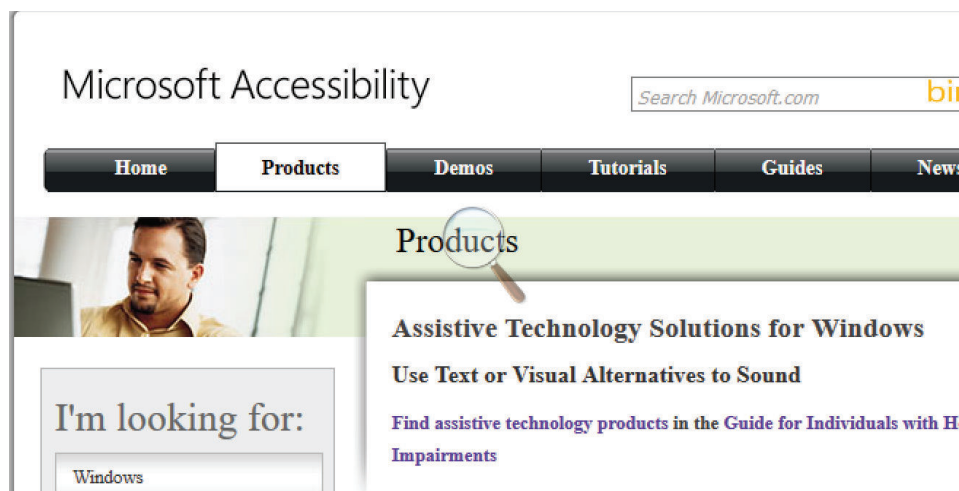 Microsoft Accessibility
Search Microsoft.com
Home Products Demos Tutorials Guides
Products
Assistive Technology Solutions for Windows
Use Text or Visual Alternatives to Sound
I'm looking for:
Find assistive technology products in the Guide for Individuals with
Impairments
Windows